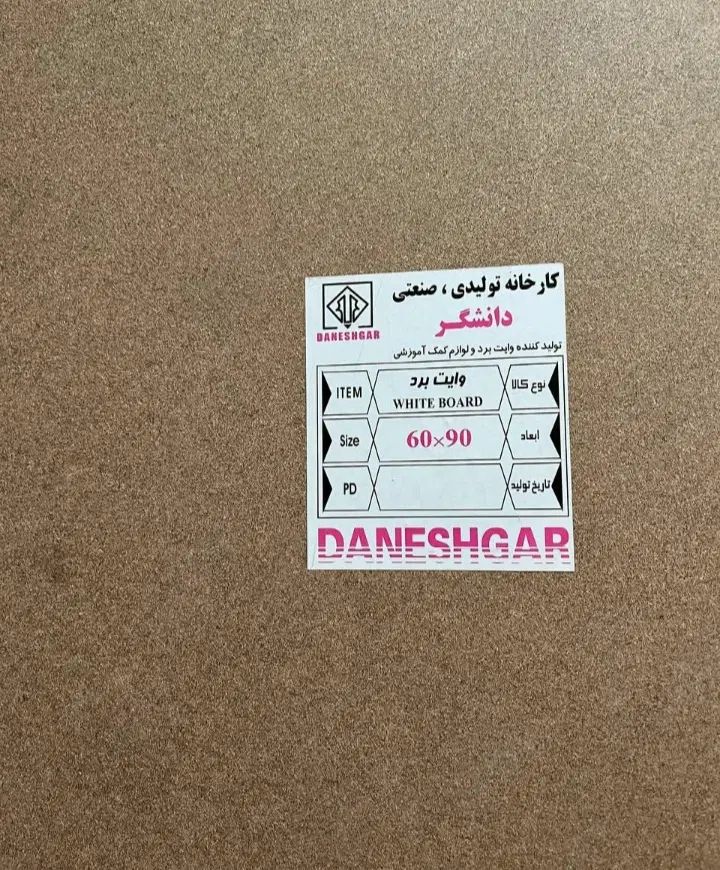 کارخانه تولیدی ، صنعتی
دانشگر
DANESHGAR
تولید کننده وایت برد و لوازم کمک آموزشی
نوع کالا وایت برد ITEM
WHITE BOARD
ابعاد 60×90 Size
تاریخ تولید PD
DANESHGAR